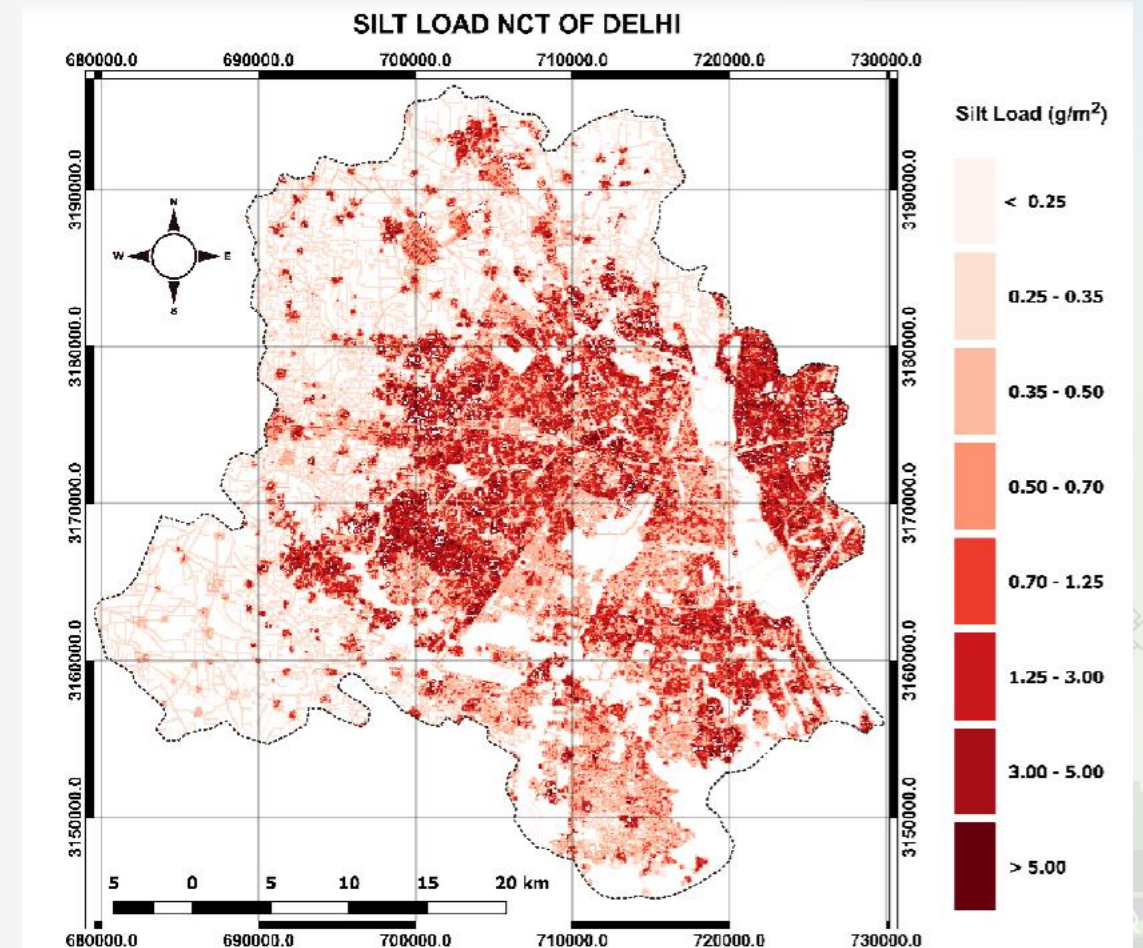 SILT LOAD NCT OF DELHI
680000.0 690000.0 700000.0 710000.0 720000.0 730000.0
Silt Load (g/m²)
3190000.0 3190000.0
N
W E
S
< 0.25
0.25 - 0.35
3180000.0 3180000.0
0.35 - 0.50
0.50 - 0.70
3170000.0 3170000.0
0.70 - 1.25
1.25 - 3.00
3160000.0 3160000.0
3.00 - 5.00
3150000.0 3150000.0
> 5.00
5 0 5 10 15 20 km
680000.0 690000.0 700000.0 710000.0 720000.0 730000.0